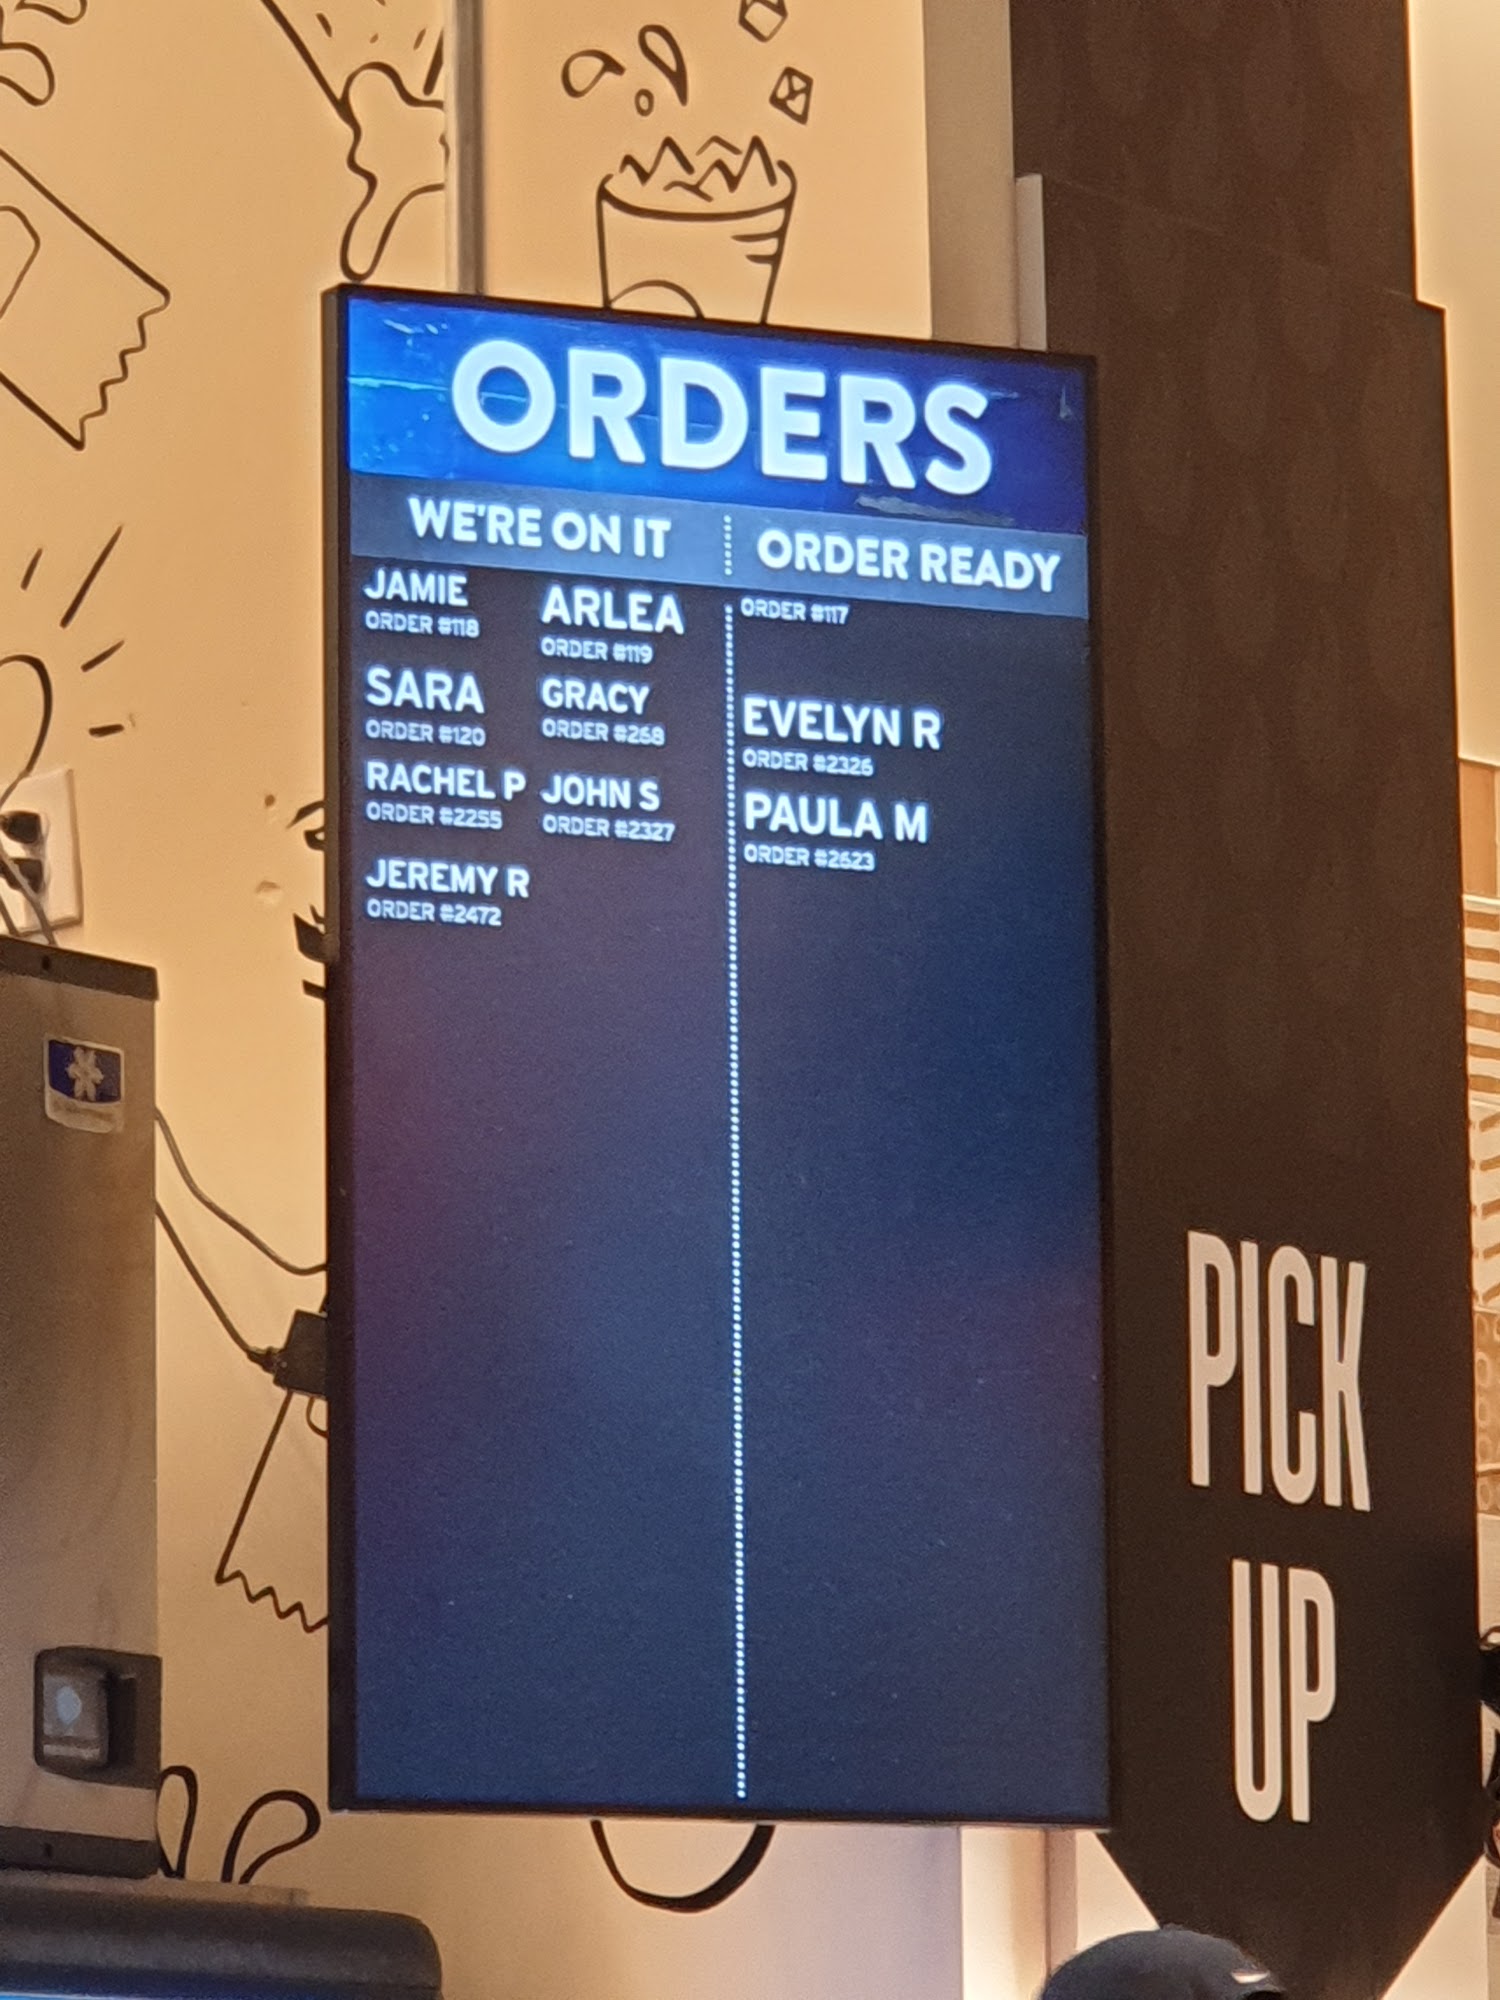 ORDERS
WE'RE ON IT
ORDER READY
JAMIE
ORDER #118
ARLEA
ORDER #119
SARA
ORDER #120
GRACY
ORDER #268
RACHEL P
ORDER #2255
JOHN S
ORDER #2327
JEREMY R
ORDER #2472
ORDER #117
EVELYN R
ORDER #2326
PAULA M
ORDER #2623
PICK
UP